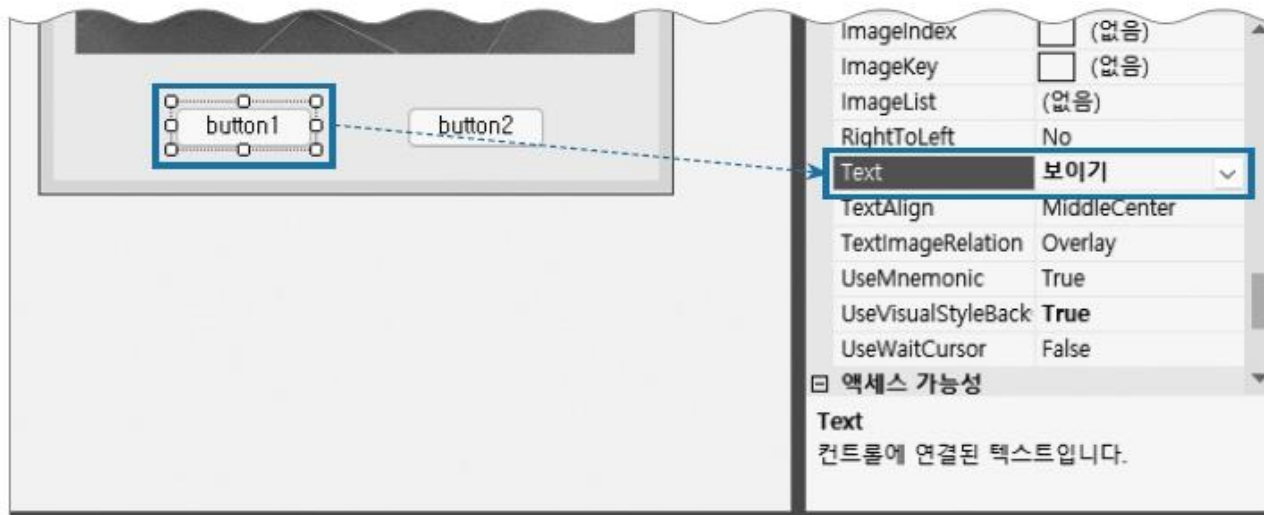 button1
button2
ImageIndex (없음)
ImageKey (없음)
ImageList (없음)
RightToLeft No
Text 보이기
TextAlign MiddleCenter
TextImageRelation Overlay
UseMnemonic True
UseVisualStyleBack True
UseWaitCursor False
액세스 가능성
Text
컨트롤에 연결된 텍스트입니다.